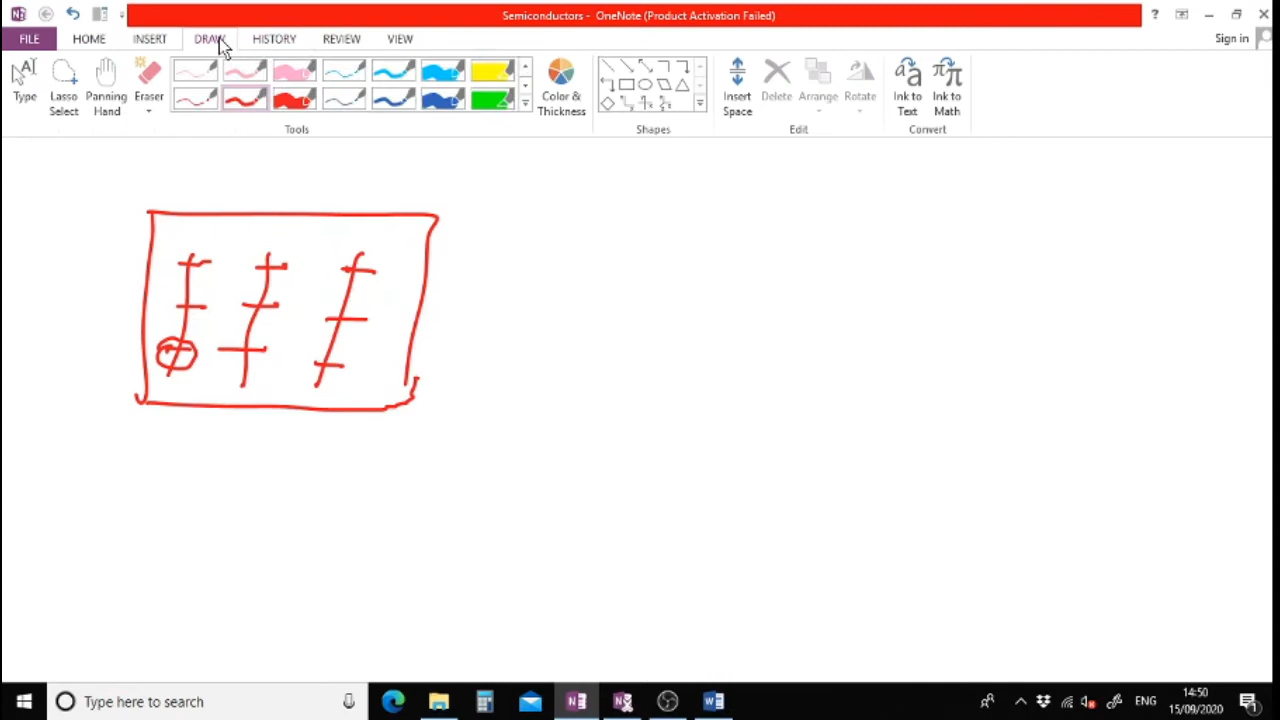 Semiconductors - OneNote (Product Activation Failed)
FILE HOME INSERT DRAW HISTORY REVIEW VIEW
Sign in
Type
Lasso Select
Panning Hand
Eraser
Color & Thickness
Insert Space
Delete
Arrange
Rotate
Ink to Text
Ink to Math
Tools
Shapes
Edit
Convert
Type here to search
ENG
14:50
15/09/2020